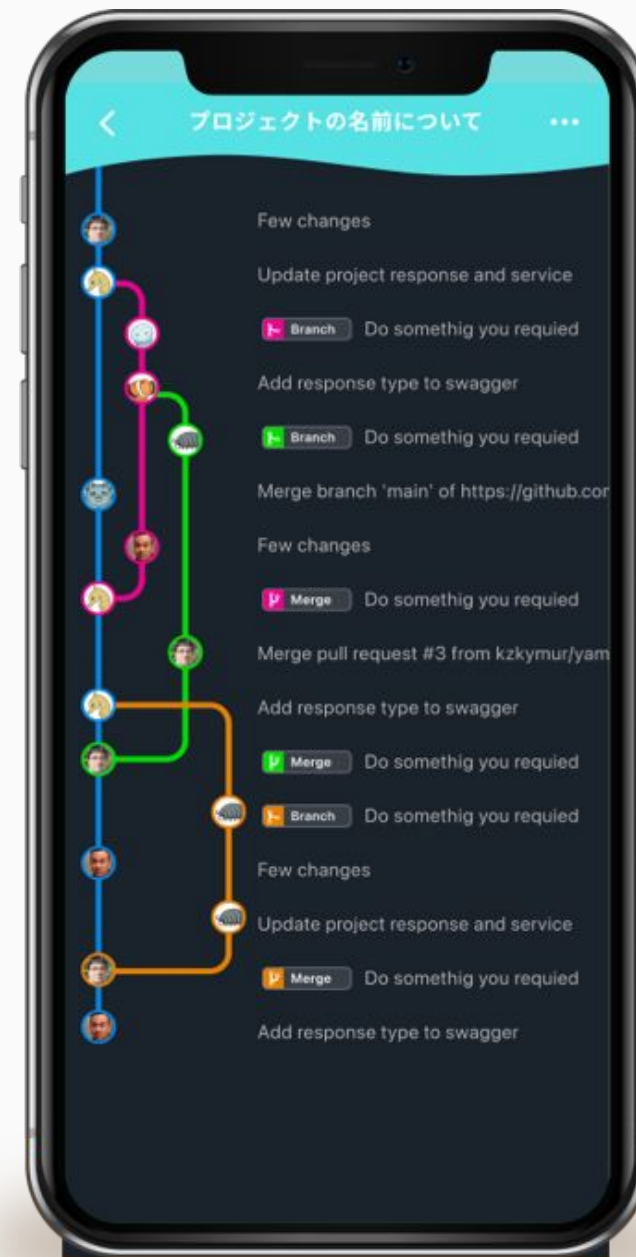 プロジェクトの名前について
Few changes
Update project response and service
Branch Do somethig you requied
Add response type to swagger
Branch Do somethig you requied
Merge branch 'main' of https://github.con
Few changes
Merge Do somethig you requied
Merge pull request #3 from kzkymur/yam
Add response type to swagger
Merge Do somethig you requied
Branch Do somethig you requied
Few changes
Update project response and service
Merge Do somethig you requied
Add response type to swagger